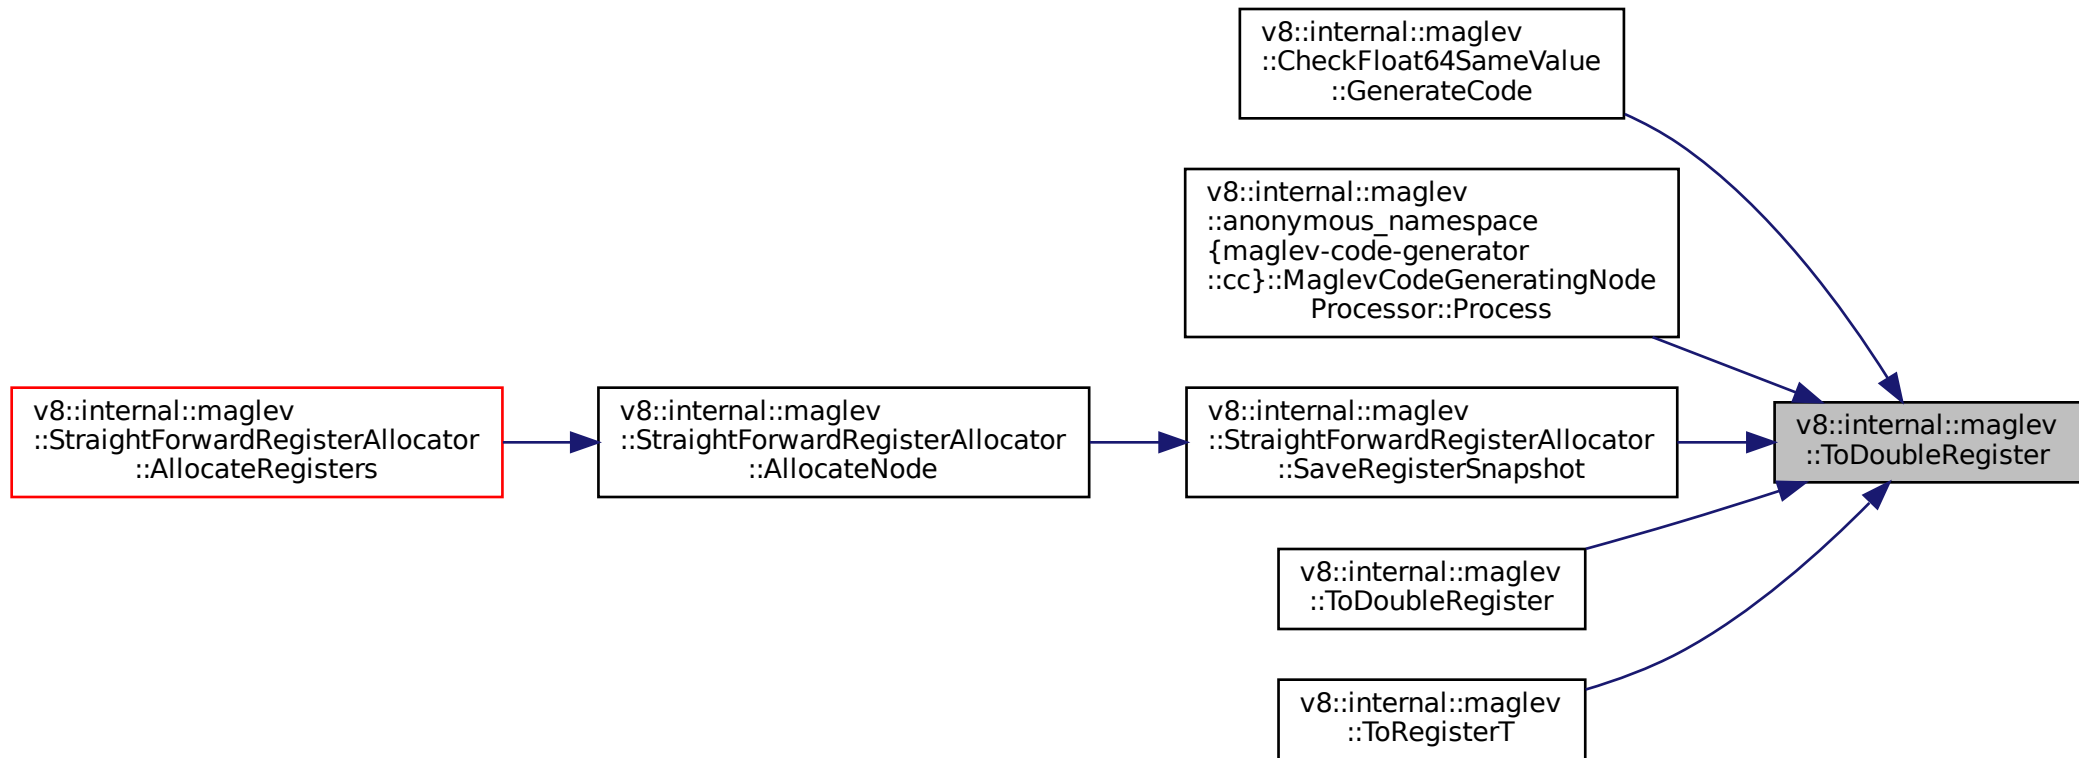 v8::internal::maglev
::CheckFloat64SameValue
::GenerateCode
v8::internal::maglev
::anonymous_namespace
{maglev-code-generator
::cc}::MaglevCodeGeneratingNode
Processor::Process
v8::internal::maglev
::StraightForwardRegisterAllocator
::AllocateRegisters
v8::internal::maglev
::StraightForwardRegisterAllocator
::AllocateNode
v8::internal::maglev
::StraightForwardRegisterAllocator
::SaveRegisterSnapshot
v8::internal::maglev
::ToDoubleRegister
v8::internal::maglev
::ToDoubleRegister
v8::internal::maglev
::ToRegisterT